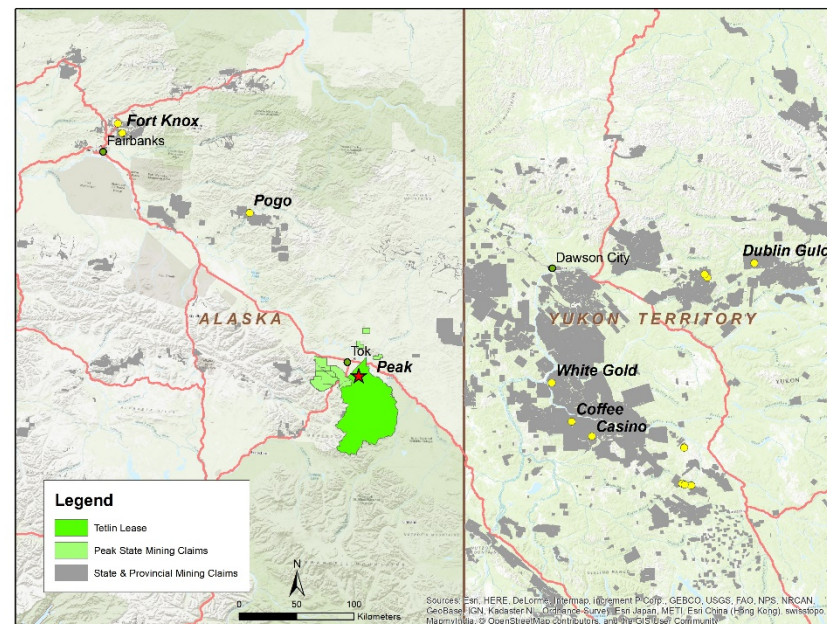 Fort Knox
Fairbanks
Pogo
Dawson City
Dublin Gulc
ALASKA
YUKON TERRITORY
Tok
Peak
YUKON
White Gold
Coffee
Casino
Legend
Tetlin Lease
Peak State Mining Claims
State & Provincial Mining Claims
N
0 50 100
Kilometers
Sources: Esri, HERE, DeLorme, Intermap, increment P Corp., GEBCO, USGS, FAO, NPS, NRCAN,
GeoBase, IGN, Kadaster NL, Ordnance Survey, Esri Japan, METI, Esri China (Hong Kong), swisstopo,
MapmyIndia, © OpenStreetMap contributors, and the GIS User Community